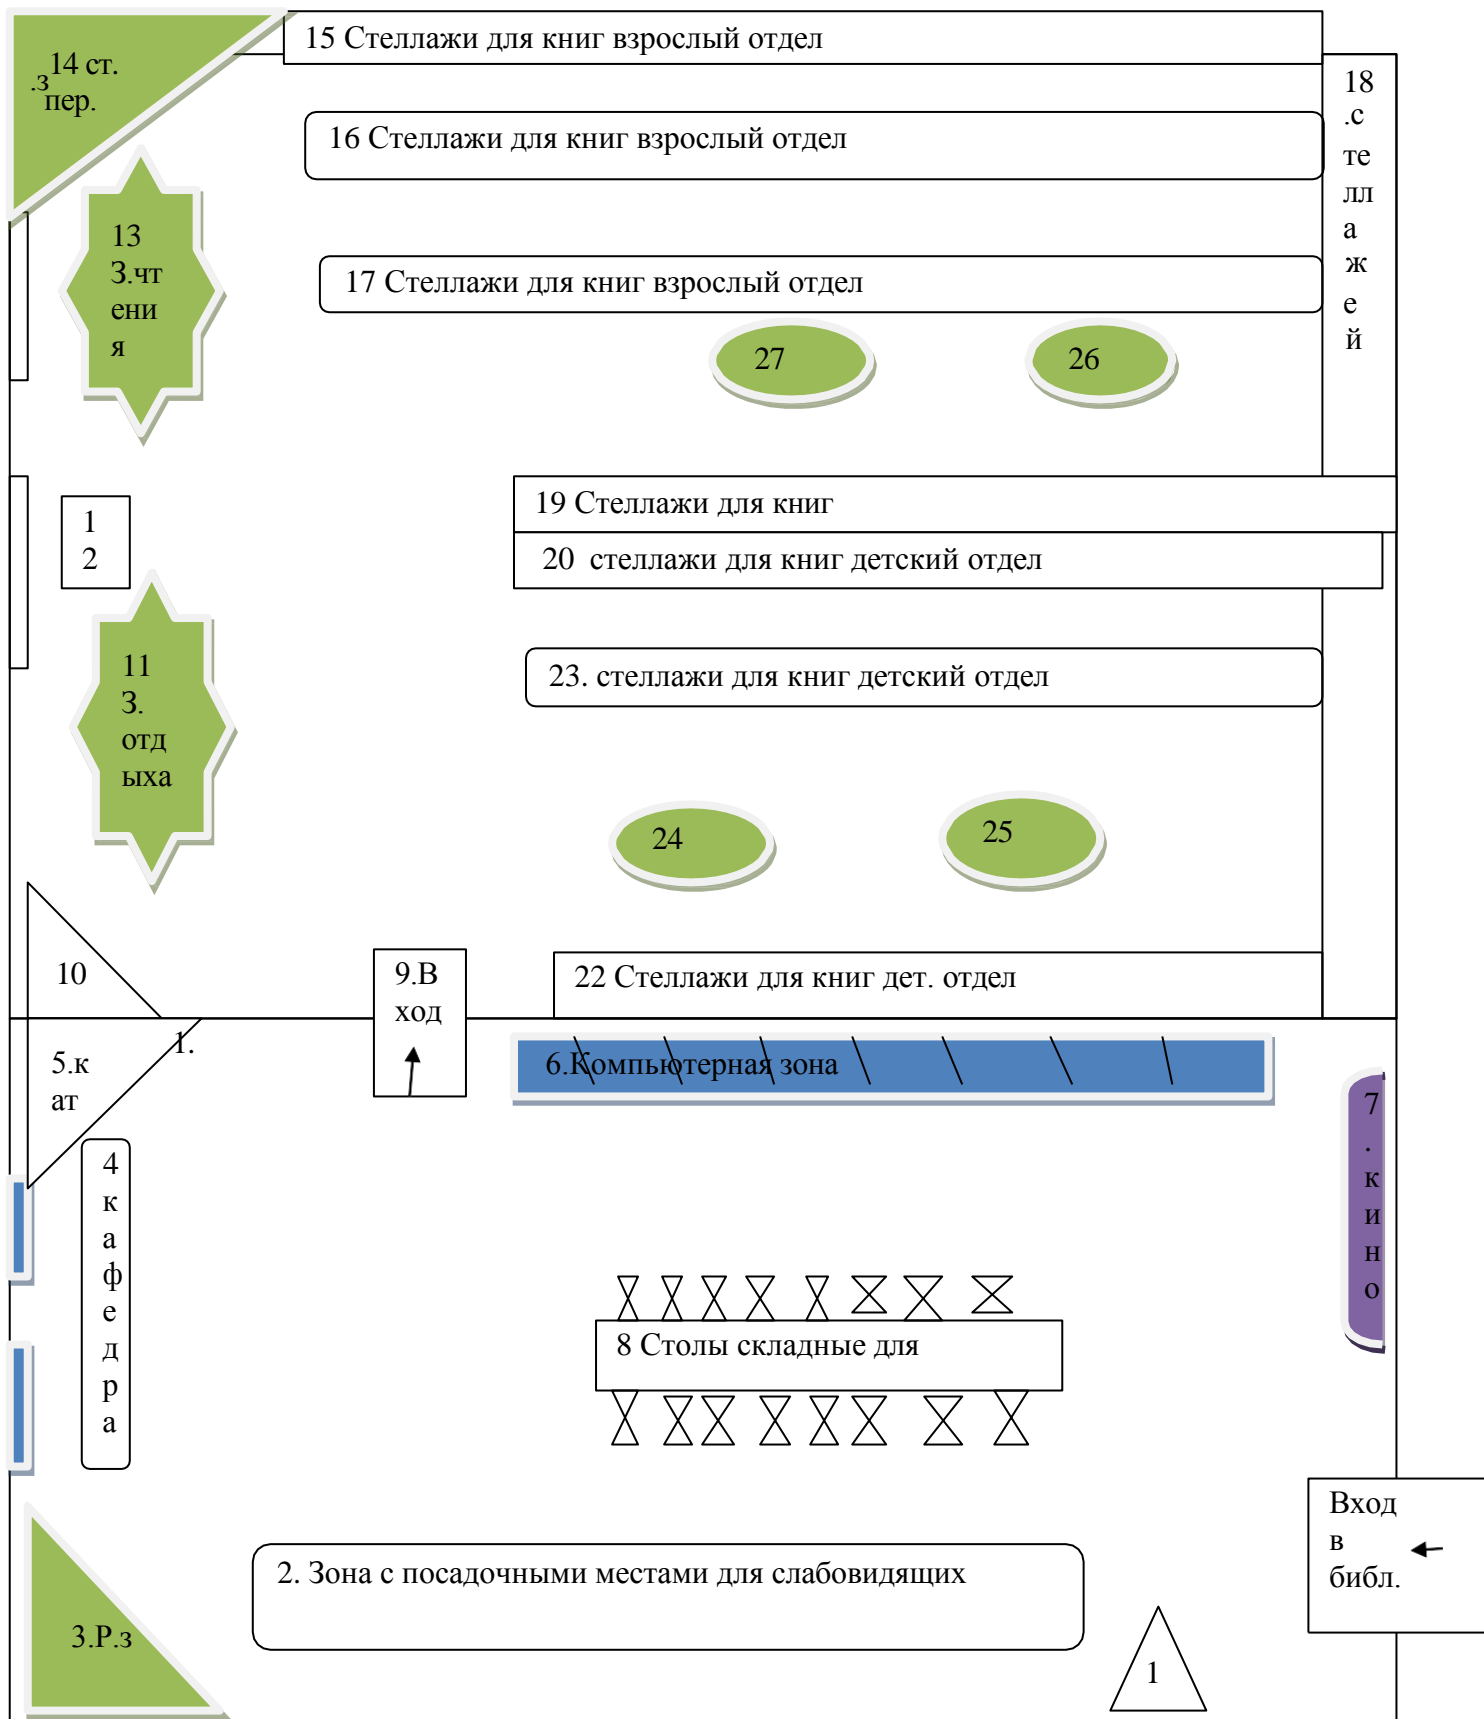 15 Стеллажи для книг взрослый отдел
14 ст.
.з
пер.
18
.с
те
лл
а
ж
е
й
16 Стеллажи для книг взрослый отдел
13
З.чт
ени
я
17 Стеллажи для книг взрослый отдел
27
26
19 Стеллажи для книг
1
2
20 стеллажи для книг детский отдел
11
З.
отд
ыха
23. стеллажи для книг детский отдел
24
25
10
9.В
ход
22 Стеллажи для книг дет. отдел
1.
5.к
ат
6.Компьютерная зона
7
.
к
и
н
о
4
к
а
ф
е
д
р
а
8 Столы складные для
Вход
в
библ.
2. Зона с посадочными местами для слабовидящих
3.Р.з
1